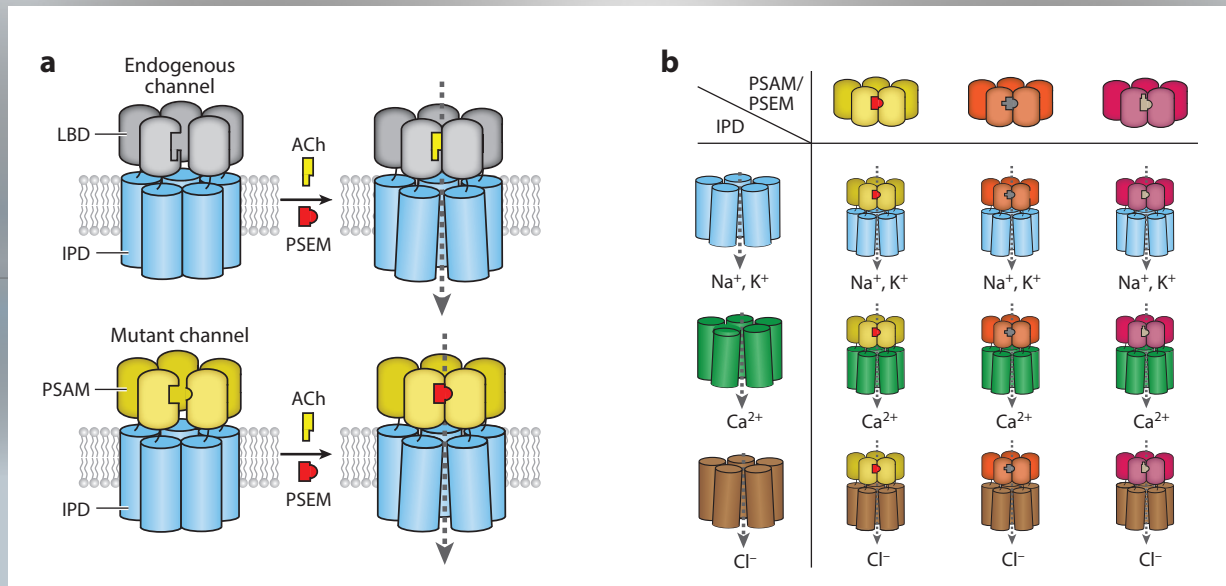 a
Endogenous
channel
LBD
ACh
PSEM
IPD
Mutant channel
PSAM
ACh
PSEM
IPD
b
PSAM/
PSEM
IPD
Na⁺, K⁺
Na⁺, K⁺
Na⁺, K⁺
Na⁺, K⁺
Ca²⁺
Ca²⁺
Ca²⁺
Ca²⁺
Cl⁻
Cl⁻
Cl⁻
Cl⁻